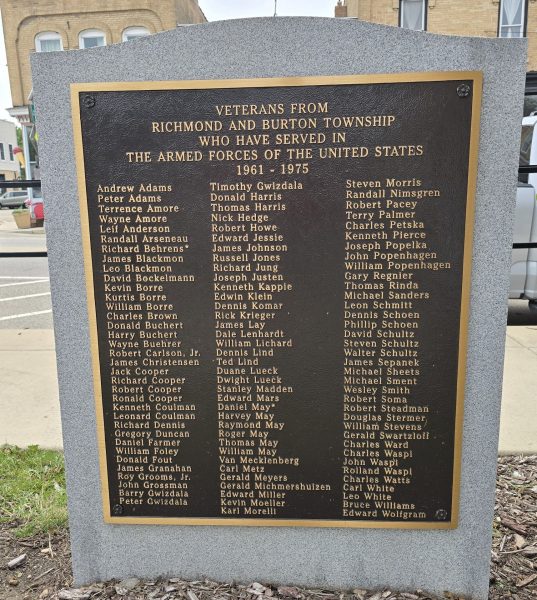 VETERANS FROM
RICHMOND AND BURTON TOWNSHIP
WHO HAVE SERVED IN
THE ARMED FORCES OF THE UNITED STATES
1961 - 1975
Andrew Adams
Peter Adams
Terrence Amore
Wayne Amore
Leif Anderson
Randall Arseneau
Richard Behrens*
James Blackmon
Leo Blackmon
David Bockelmann
Kevin Borre
Kurtis Borre
William Borre
Charles Brown
Donald Buchert
Harry Buchert
Wayne Buehrer
Robert Carlson, Jr.
James Christensen
Jack Cooper
Richard Cooper
Robert Cooper
Ronald Cooper
Kenneth Coulman
Leonard Coulman
Richard Dennis
Gregory Duncan
Daniel Farmer
William Foley
Donald Fout
James Granahan
Roy Grooms, Jr.
John Grossman
Barry Gwizdala
Peter Gwizdala
Timothy Gwizdala
Donald Harris
Thomas Harris
Nick Hedge
Robert Howe
Edward Jessie
James Johnson
Russell Jones
Richard Jung
Joseph Justen
Kenneth Kappie
Edwin Klein
Dennis Komar
Rick Krieger
James Lay
Dale Lenhardt
William Lichard
Dennis Lind
Ted Lind
Duane Lueck
Dwight Lueck
Stanley Madden
Edward Mars
Daniel May*
Harvey May
Raymond May
Roger May
Thomas May
William May
Van Mecklenberg
Carl Metz
Gerald Meyers
Gerald Michmershuizen
Edward Miller
Kevin Moeller
Karl Morelli
Steven Morris
Randall Nimsgren
Robert Pacey
Terry Palmer
Charles Petska
Kenneth Pierce
Joseph Popelka
John Popenhagen
William Popenhagen
Gary Regnier
Thomas Rinda
Michael Sanders
Leon Schmitt
Dennis Schoen
Phillip Schoen
David Schultz
Steven Schultz
Walter Schultz
James Sepanek
Michael Sheets
Michael Sment
Wesley Smith
Robert Soma
Robert Steadman
Douglas Stermer
William Stevens
Gerald Swartzloff
Charles Ward
Charles Waspi
John Waspi
Rolland Waspi
Charles Watts
Carl White
Leo White
Bruce Williams
Edward Wolfgram